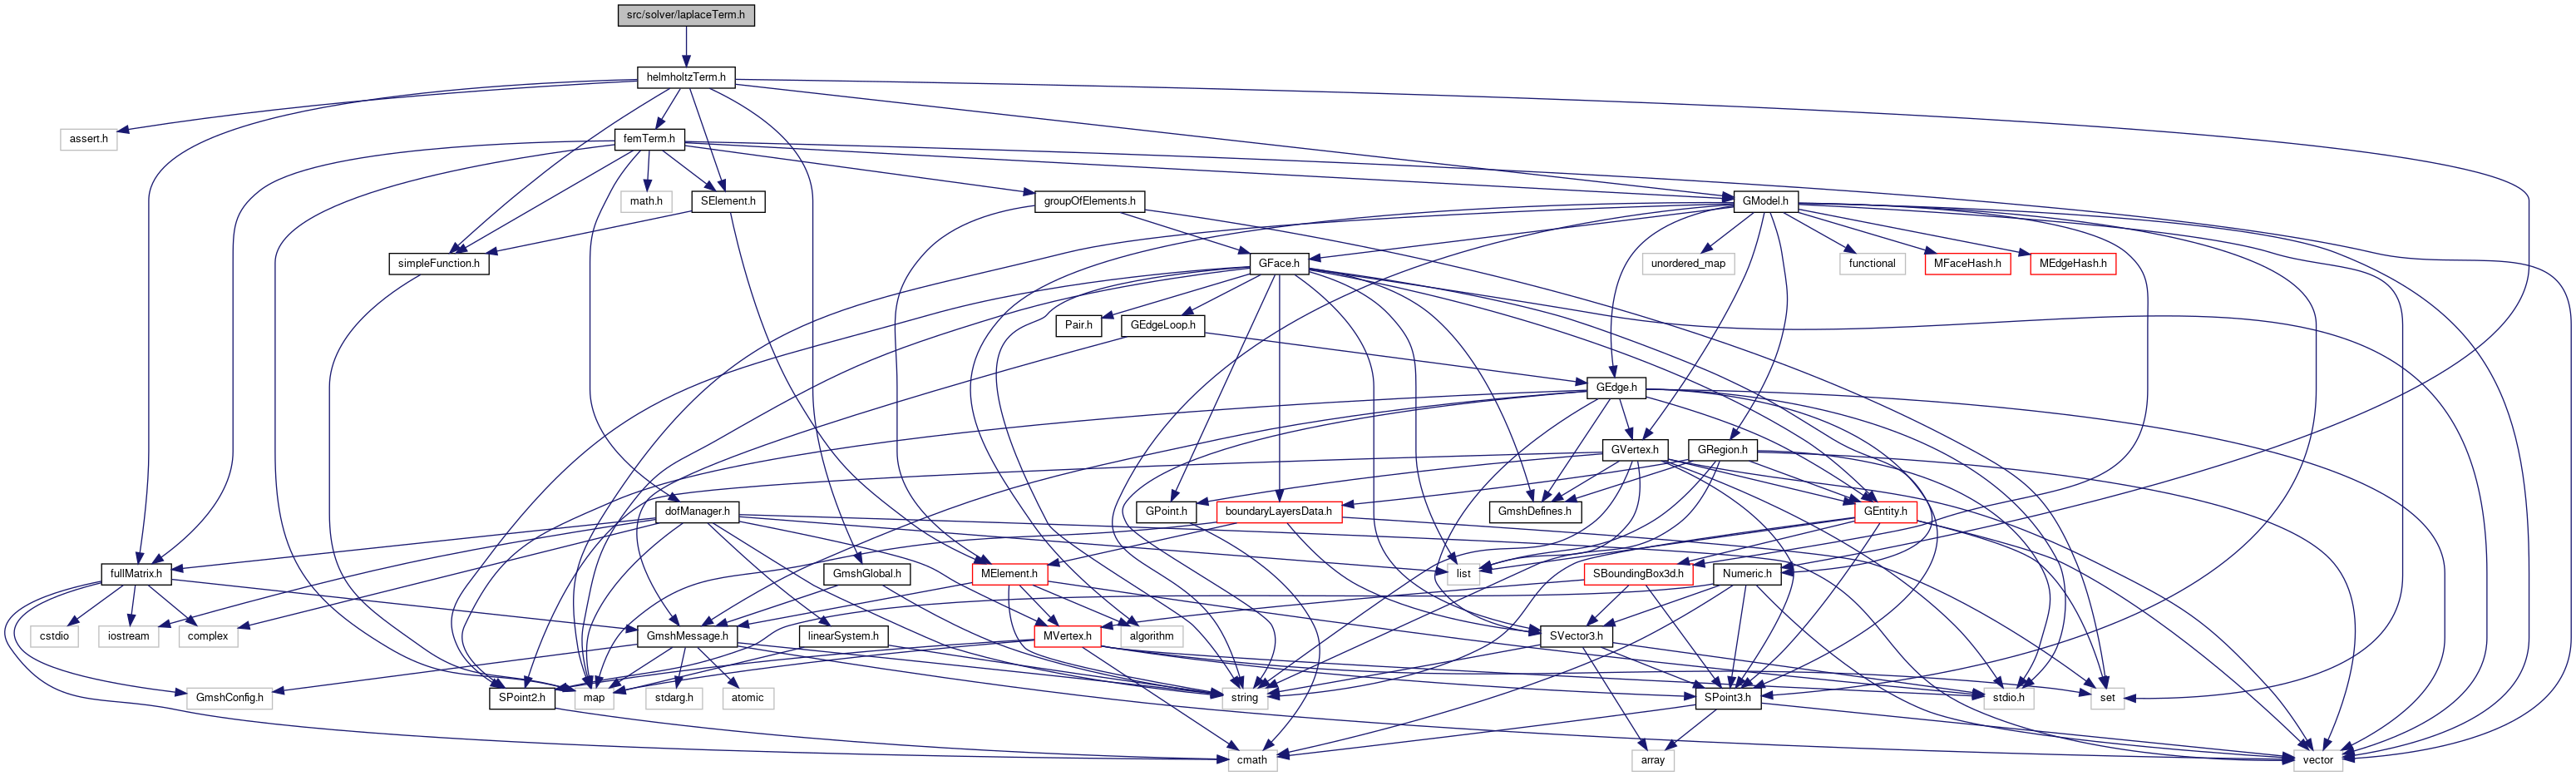 src/solver/laplaceTerm.h
helmholtzTerm.h
assert.h
femTerm.h
math.h
SElement.h
groupOfElements.h
GModel.h
simpleFunction.h
GFace.h
unordered_map
functional
MFaceHash.h
MEdgeHash.h
Pair.h
GEdgeLoop.h
GEdge.h
GVertex.h
GRegion.h
dofManager.h
GPoint.h
boundaryLayersData.h
GmshDefines.h
GEntity.h
fullMatrix.h
GmshGlobal.h
MElement.h
list
SBoundingBox3d.h
Numeric.h
cstdio
iostream
complex
GmshMessage.h
linearSystem.h
MVertex.h
algorithm
SVector3.h
GmshConfig.h
SPoint2.h
map
stdarg.h
atomic
string
SPoint3.h
stdio.h
set
cmath
array
vector